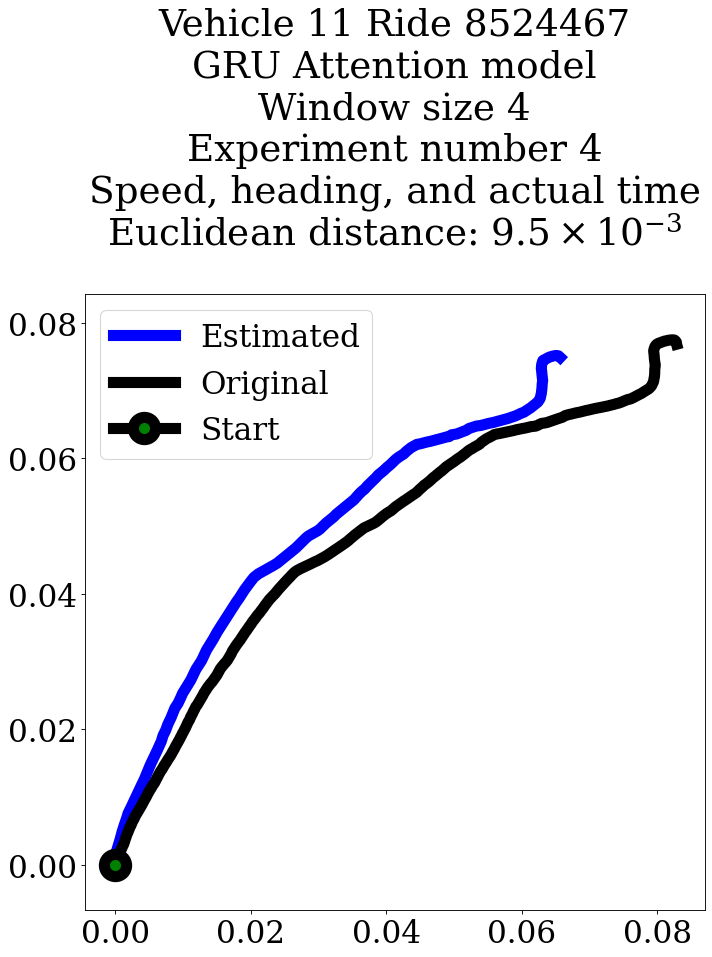 Vehicle 11 Ride 8524467
GRU Attention model
Window size 4
Experiment number 4
Speed, heading, and actual time
Euclidean distance: 9.5 × 10⁻³
Estimated
Original
Start
0.08
0.06
0.04
0.02
0.00
0.00 0.02 0.04 0.06 0.08